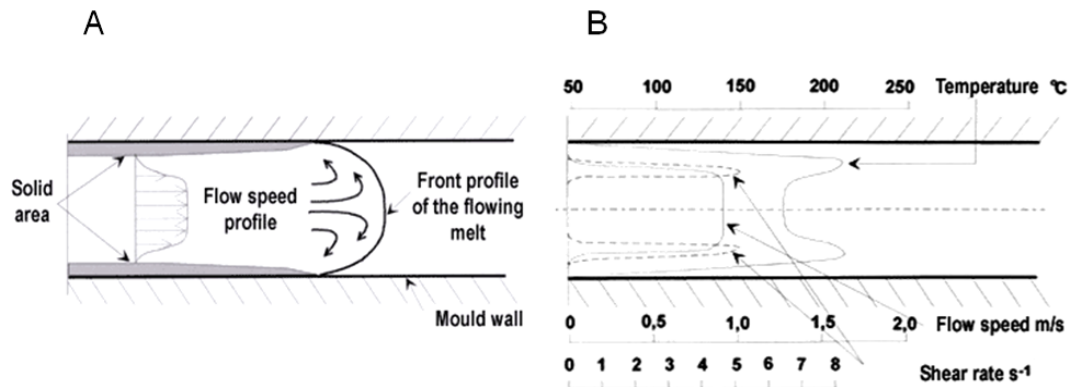 A
Solid
area
Flow speed
profile
Front profile
of the flowing
melt
Mould wall
B
50 100 150 200 250 Temperature ℃
0 0,5 1,0 1,5 2,0 Flow speed m/s
0 1 2 3 4 5 6 7 8 Shear rate s-1